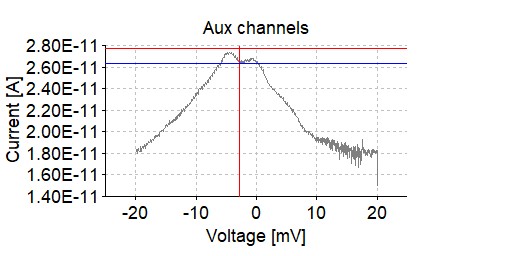 Aux channels
2.80E-11
2.60E-11
2.40E-11
2.20E-11
2.00E-11
1.80E-11
1.60E-11
1.40E-11
Current [A]
-20 -10 0 10 20
Voltage [mV]